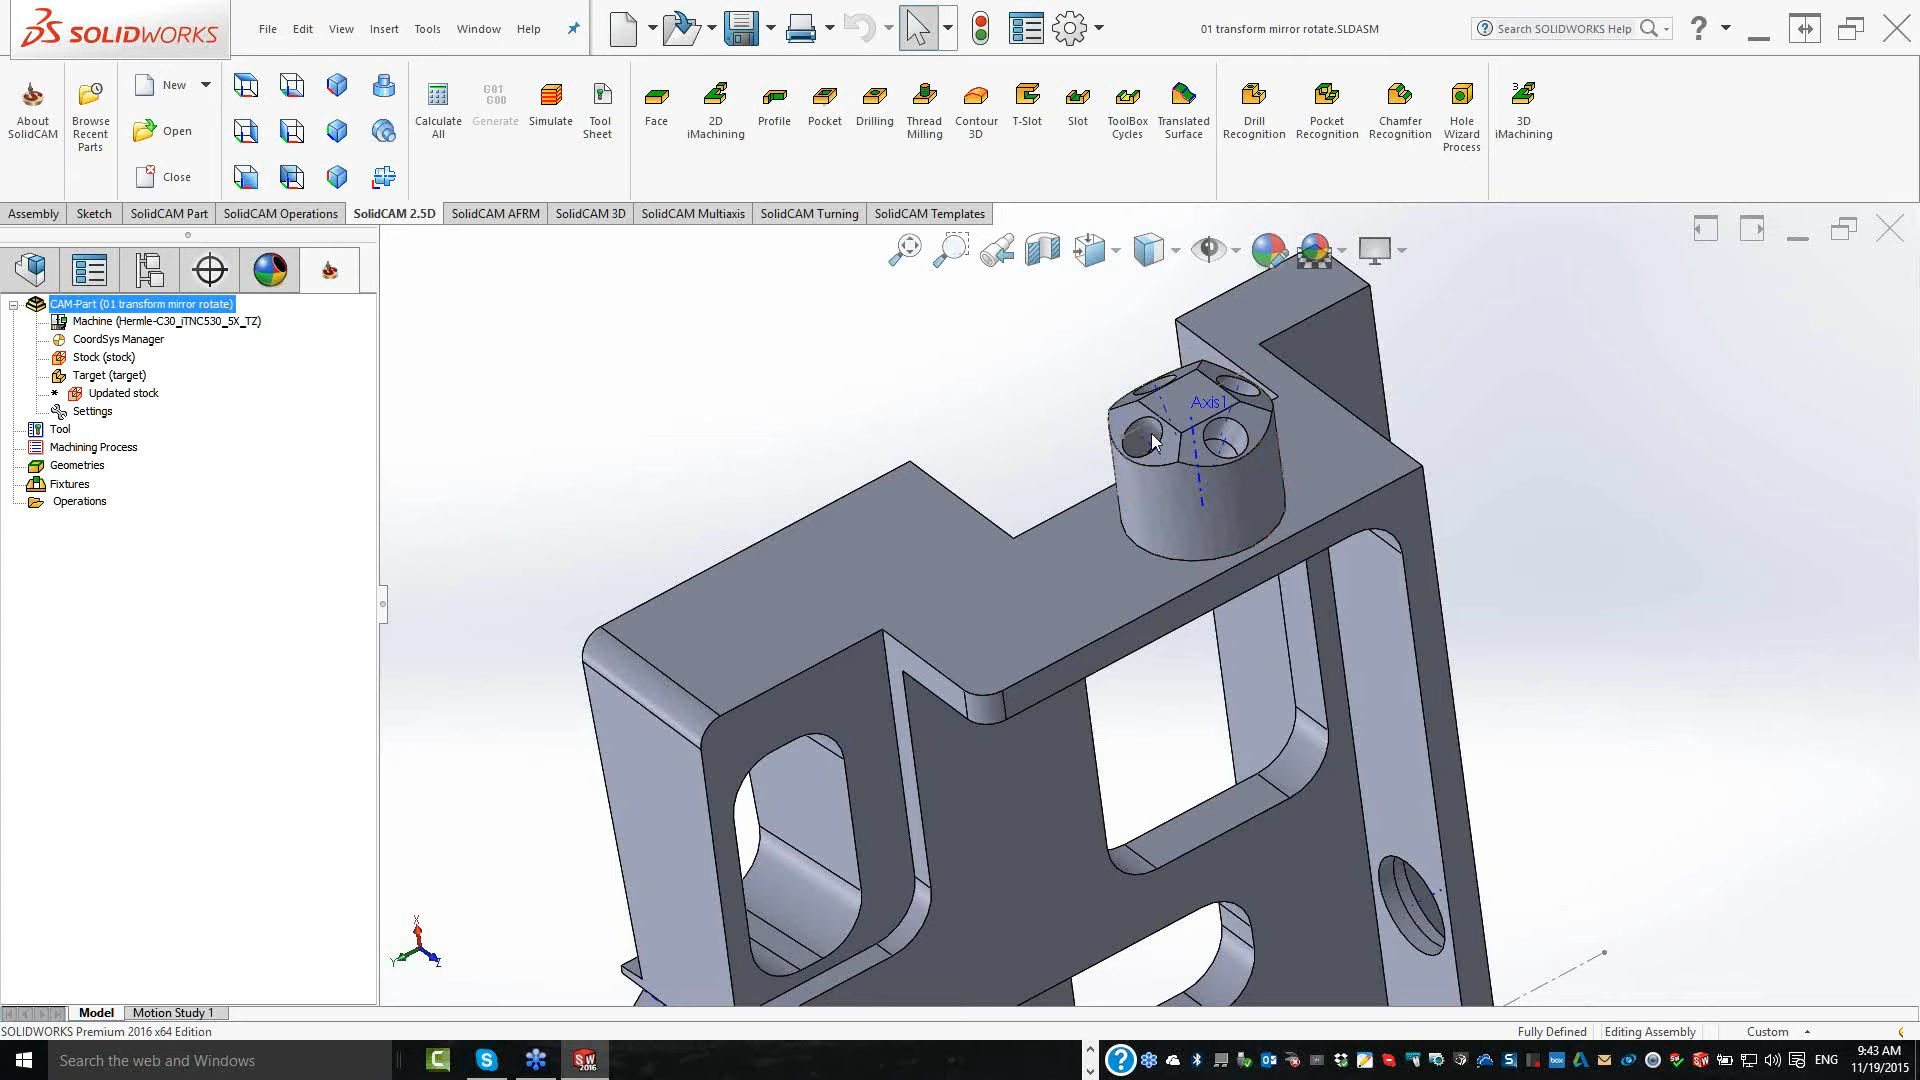 SOLIDWORKS
File Edit View Insert Tools Window Help
01 transform mirror rotate.SLDASM
Search SOLIDWORKS Help
About SolidCAM
Browse Recent Parts
New
Open
Close
Calculate All
G01 G00 Generate
Simulate
Tool Sheet
Face
2D iMachining
Profile
Pocket
Drilling
Thread Milling
Contour 3D
T-Slot
Slot
ToolBox Cycles
Translated Surface
Drill Recognition
Pocket Recognition
Chamfer Recognition
Hole Wizard Process
3D iMachining
Assembly Sketch SolidCAM Part SolidCAM Operations SolidCAM 2.5D SolidCAM AFRM SolidCAM 3D SolidCAM Multiaxis SolidCAM Turning SolidCAM Templates
CAM-Part (01 transform mirror rotate)
Machine (Hermle-C30_iTNC530_5X_TZ)
CoordSys Manager
Stock (stock)
Target (target)
* Updated stock
Settings
Tool
Machining Process
Geometries
Fixtures
Operations
Axis1
X
Y
Z
Model Motion Study 1
SOLIDWORKS Premium 2016 x64 Edition
Fully Defined Editing Assembly Custom
Search the web and Windows
ENG
9:43 AM
11/19/2015